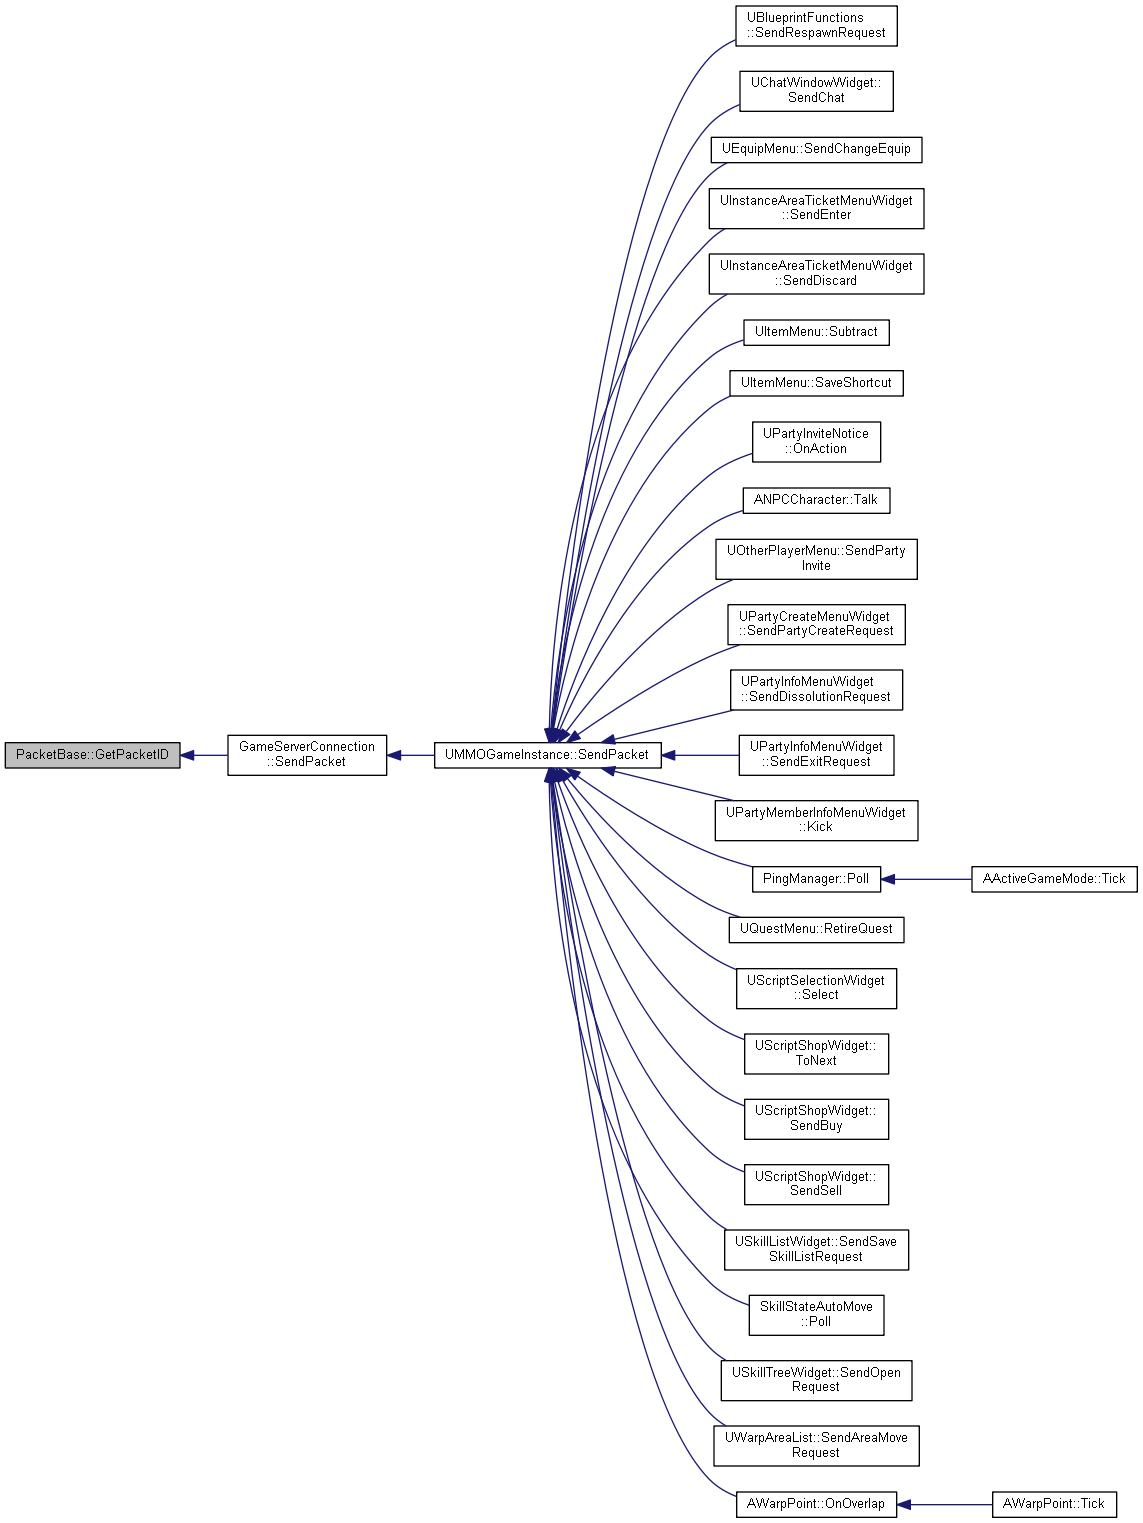 UBlueprintFunctions
::SendRespawnRequest
UChatWindowWidget::
SendChat
UEquipMenu::SendChangeEquip
UInstanceAreaTicketMenuWidget
::SendEnter
UInstanceAreaTicketMenuWidget
::SendDiscard
UItemMenu::Subtract
UItemMenu::SaveShortcut
UPartyInviteNotice
::OnAction
ANPCCharacter::Talk
UOtherPlayerMenu::SendParty
Invite
UPartyCreateMenuWidget
::SendPartyCreateRequest
UPartyInfoMenuWidget
::SendDissolutionRequest
PacketBase::GetPacketID
GameServerConnection
::SendPacket
UMMOGameInstance::SendPacket
UPartyInfoMenuWidget
::SendExitRequest
UPartyMemberInfoMenuWidget
::Kick
PingManager::Poll
AActiveGameMode::Tick
UQuestMenu::RetireQuest
UScriptSelectionWidget
::Select
UScriptShopWidget::
ToNext
UScriptShopWidget::
SendBuy
UScriptShopWidget::
SendSell
USkillListWidget::SendSave
SkillListRequest
SkillStateAutoMove
::Poll
USkillTreeWidget::SendOpen
Request
UWarpAreaList::SendAreaMove
Request
AWarpPoint::OnOverlap
AWarpPoint::Tick